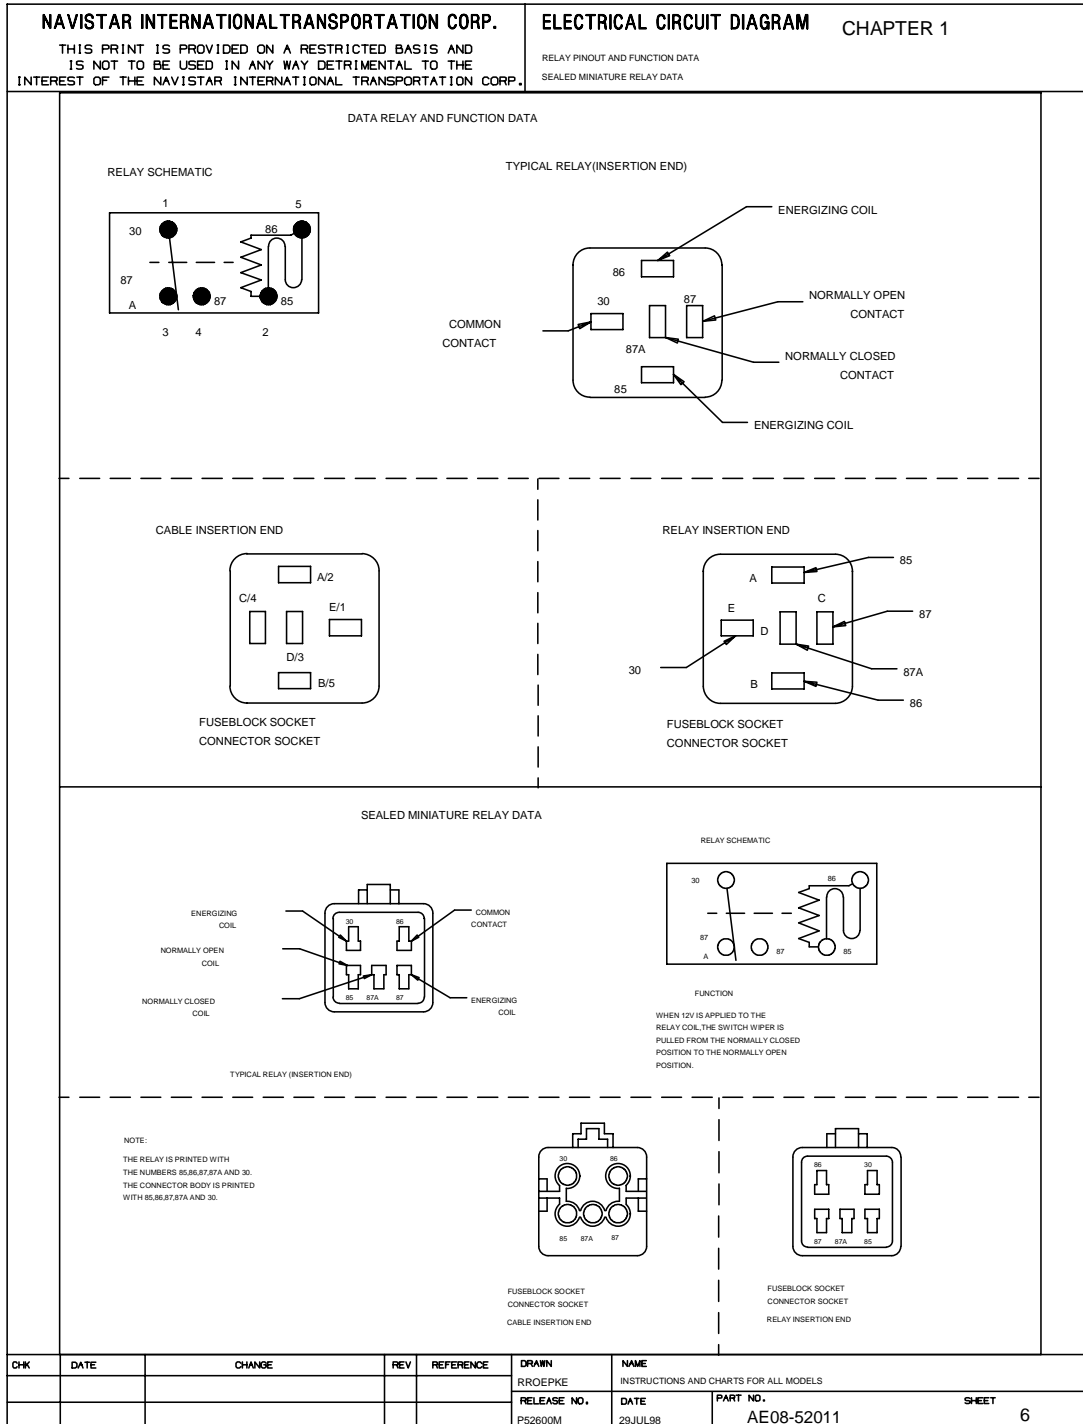 NAVISTAR INTERNATIONALTRANSPORTATION CORP.
THIS PRINT IS PROVIDED ON A RESTRICTED BASIS AND
IS NOT TO BE USED IN ANY WAY DETRIMENTAL TO THE
INTEREST OF THE NAVISTAR INTERNATIONAL TRANSPORTATION CORP.
ELECTRICAL CIRCUIT DIAGRAM
CHAPTER 1
RELAY PINOUT AND FUNCTION DATA
SEALED MINIATURE RELAY DATA
DATA RELAY AND FUNCTION DATA
RELAY SCHEMATIC
1 5
30 86
87
A 87 85
3 4 2
TYPICAL RELAY(INSERTION END)
ENERGIZING COIL
86
30 87
NORMALLY OPEN
CONTACT
COMMON
CONTACT
87A
NORMALLY CLOSED
CONTACT
85
ENERGIZING COIL
CABLE INSERTION END
A/2
C/4
E/1
D/3
B/5
FUSEBLOCK SOCKET
CONNECTOR SOCKET
RELAY INSERTION END
85
A
C
E
87
D
30
87A
B
86
FUSEBLOCK SOCKET
CONNECTOR SOCKET
SEALED MINIATURE RELAY DATA
ENERGIZING
COIL
30 86
COMMON
CONTACT
NORMALLY OPEN
COIL
NORMALLY CLOSED
COIL
85 87A 87
ENERGIZING
COIL
TYPICAL RELAY (INSERTION END)
RELAY SCHEMATIC
30 86
87
A 87 85
FUNCTION
WHEN 12V IS APPLIED TO THE
RELAY COIL,THE SWITCH WIPER IS
PULLED FROM THE NORMALLY CLOSED
POSITION TO THE NORMALLY OPEN
POSITION.
NOTE:
THE RELAY IS PRINTED WITH
THE NUMBERS 85,86,87,87A AND 30.
THE CONNECTOR BODY IS PRINTED
WITH 85,86,87,87A AND 30.
30 86
85 87A 87
FUSEBLOCK SOCKET
CONNECTOR SOCKET
CABLE INSERTION END
86 30
87 87A 85
FUSEBLOCK SOCKET
CONNECTOR SOCKET
RELAY INSERTION END
CHK DATE CHANGE REV REFERENCE
DRAWN
RROEPKE
NAME
INSTRUCTIONS AND CHARTS FOR ALL MODELS
RELEASE NO.
P52600M
DATE
29JUL98
PART NO.
AE08-52011
SHEET
6